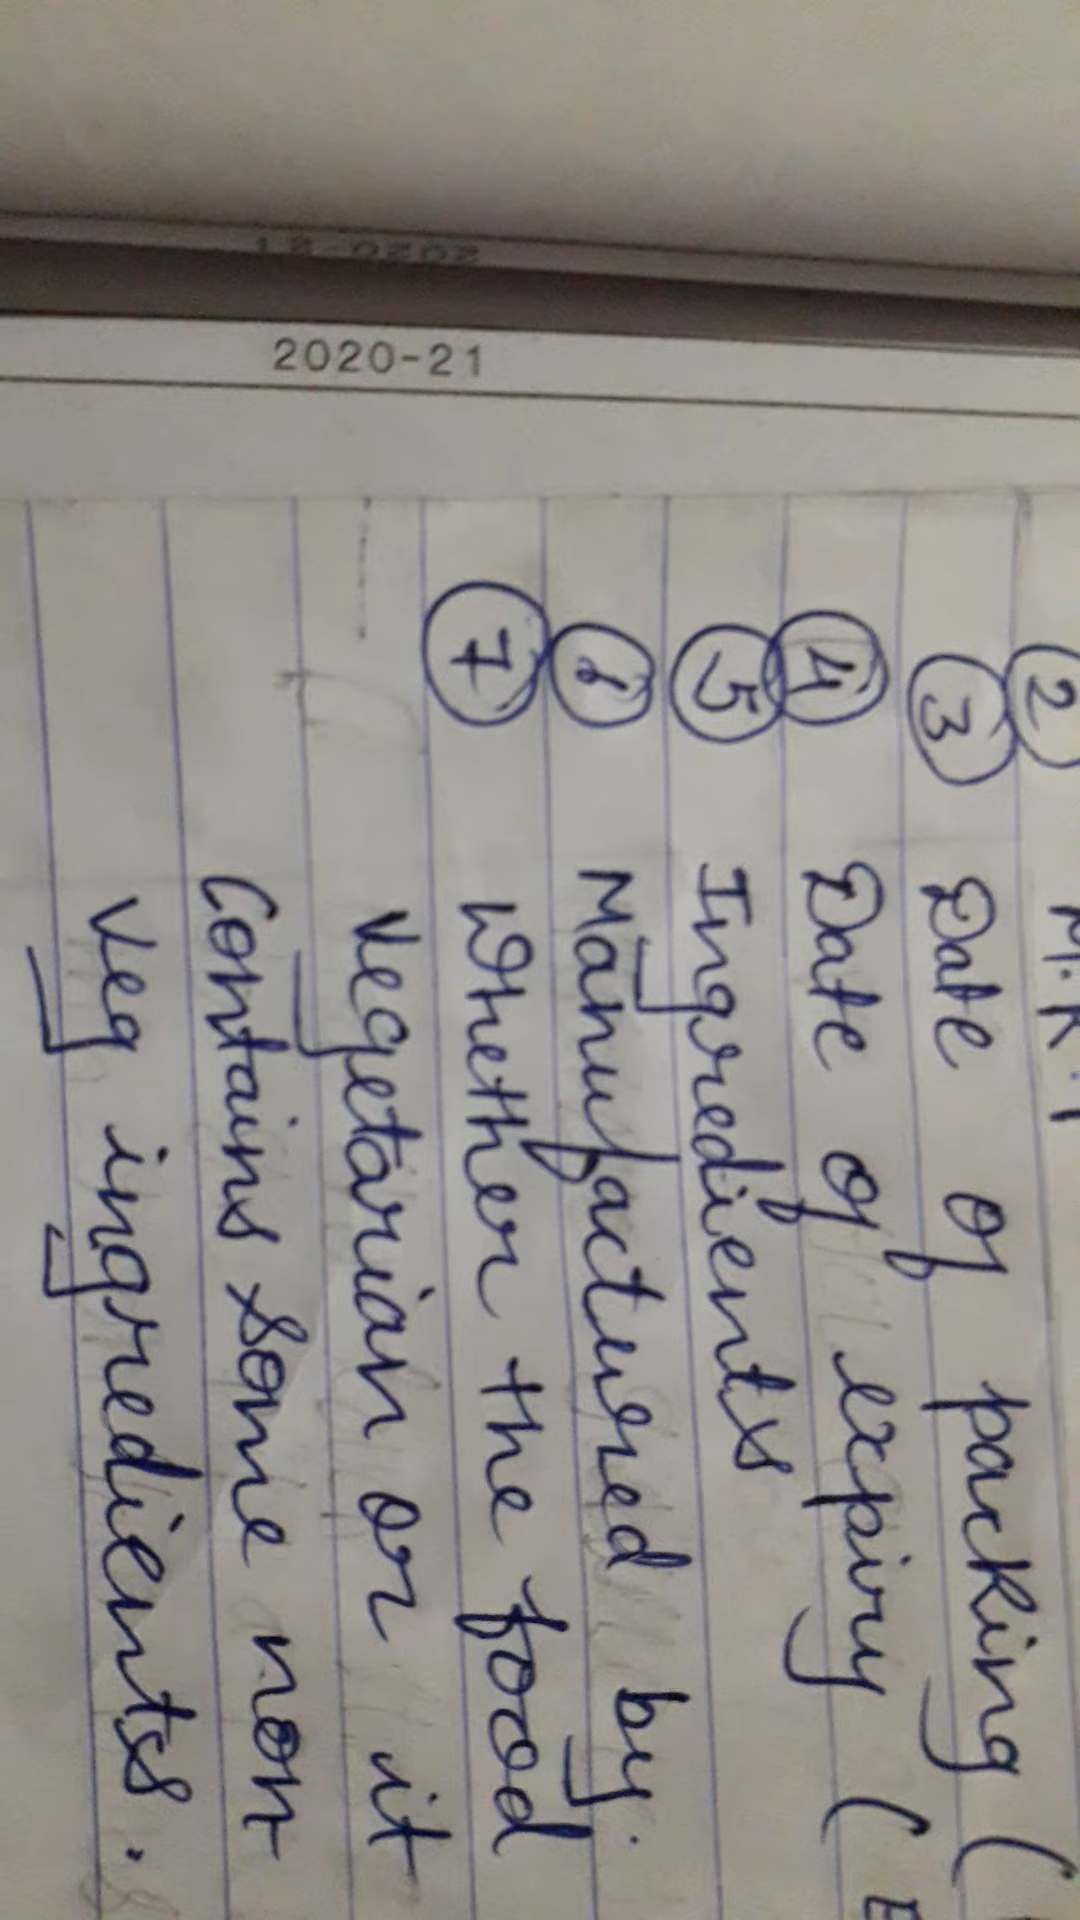 2020-21
2
M.R.P
3 Date of packing (
4 Date of expiry (E
5 Ingredients
6 Manufactured by.
7 Whether the food
Vegetarian or it
Contains some non
veg ingredients.